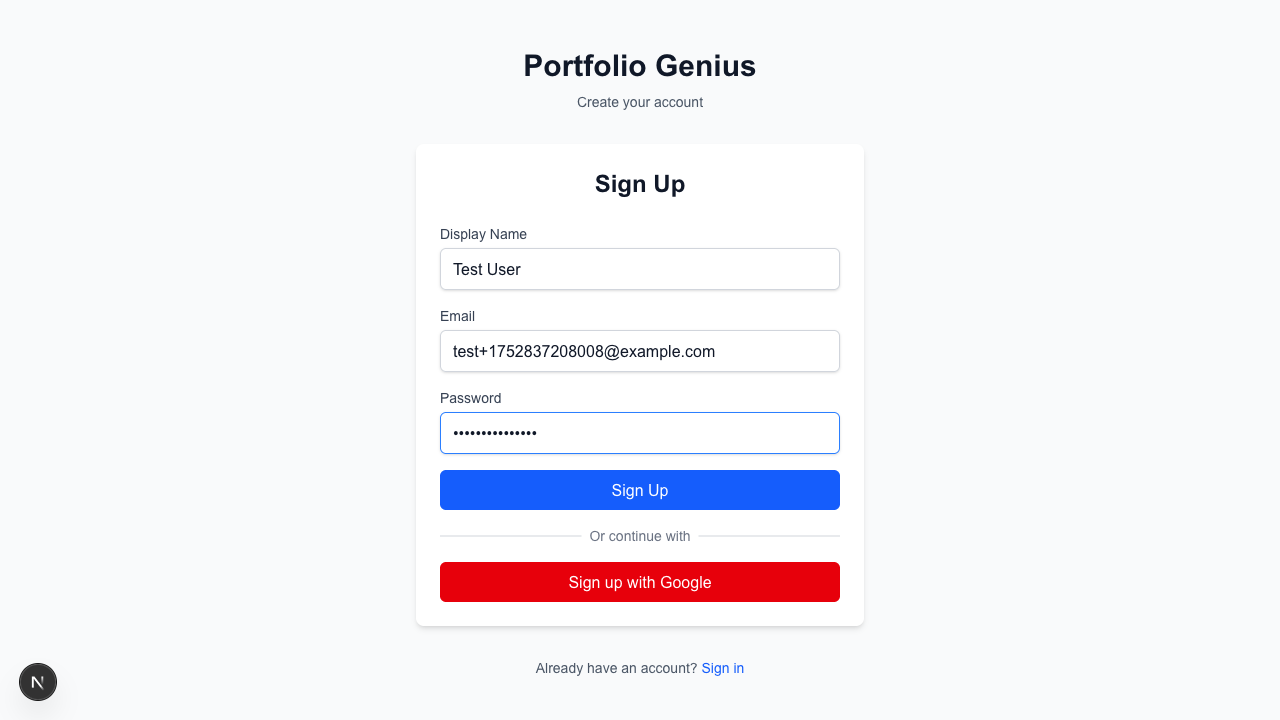 Portfolio Genius
Create your account
Sign Up
Display Name
Test User
Email
test+1752837208008@example.com
Password
•••••••••••••••
Sign Up
Or continue with
Sign up with Google
Already have an account? Sign in
N